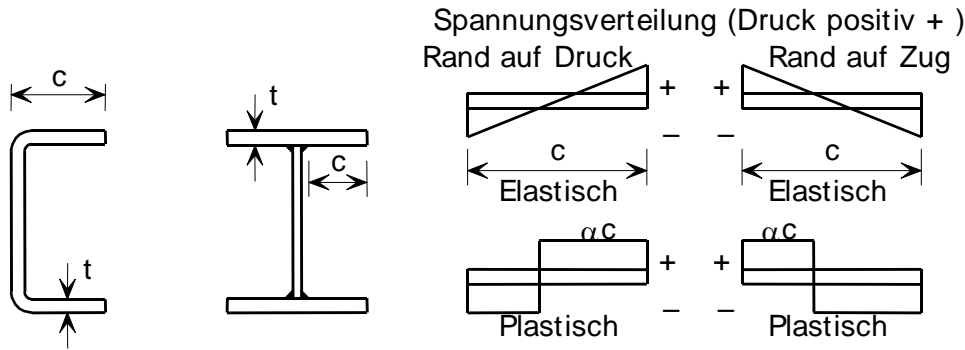 Spannungsverteilung (Druck positiv + )
Rand auf Druck
Rand auf Zug
c
t
c
+ +
– –
c
c
Elastisch
Elastisch
αc
αc
t
+ +
– –
Plastisch
Plastisch